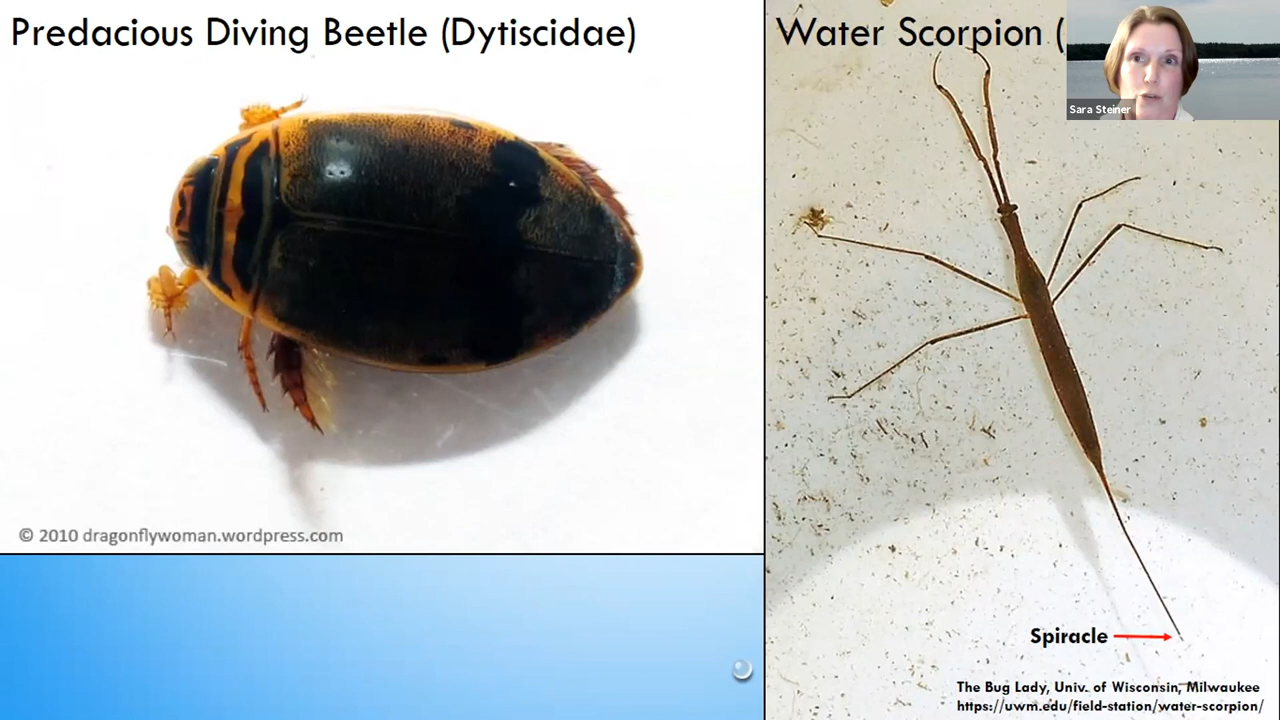 Predacious Diving Beetle (Dytiscidae)
Water Scorpion (
Sara Steiner
© 2010 dragonflywoman.wordpress.com
Spiracle
The Bug Lady, Univ. of Wisconsin, Milwaukee
https://uwm.edu/field-station/water-scorpion/